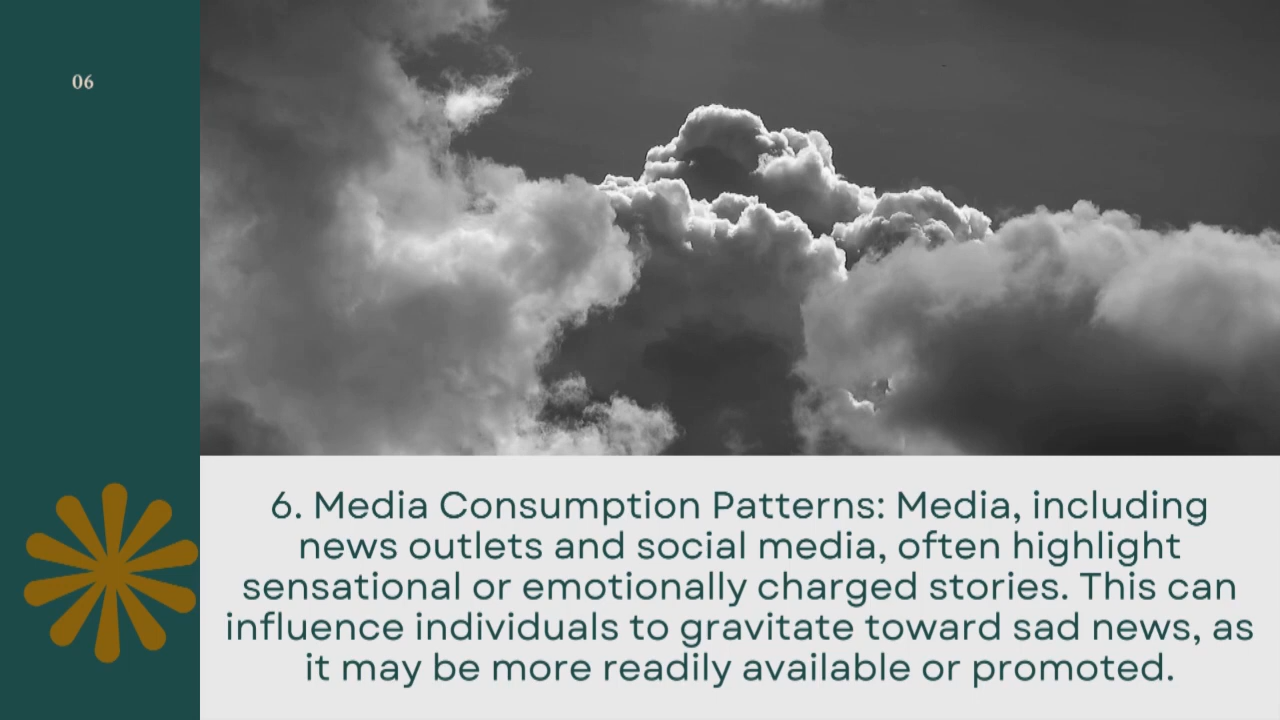 06
6. Media Consumption Patterns: Media, including
news outlets and social media, often highlight
sensational or emotionally charged stories. This can
influence individuals to gravitate toward sad news, as
it may be more readily available or promoted.